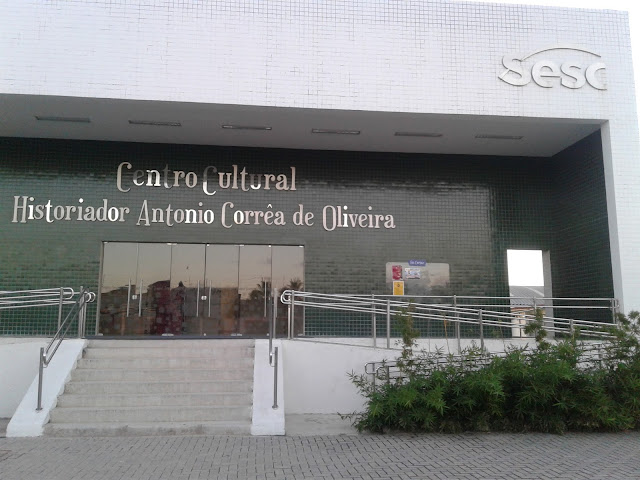 Sesc
Centro Cultural
Historiador Antonio Corrêa de Oliveira